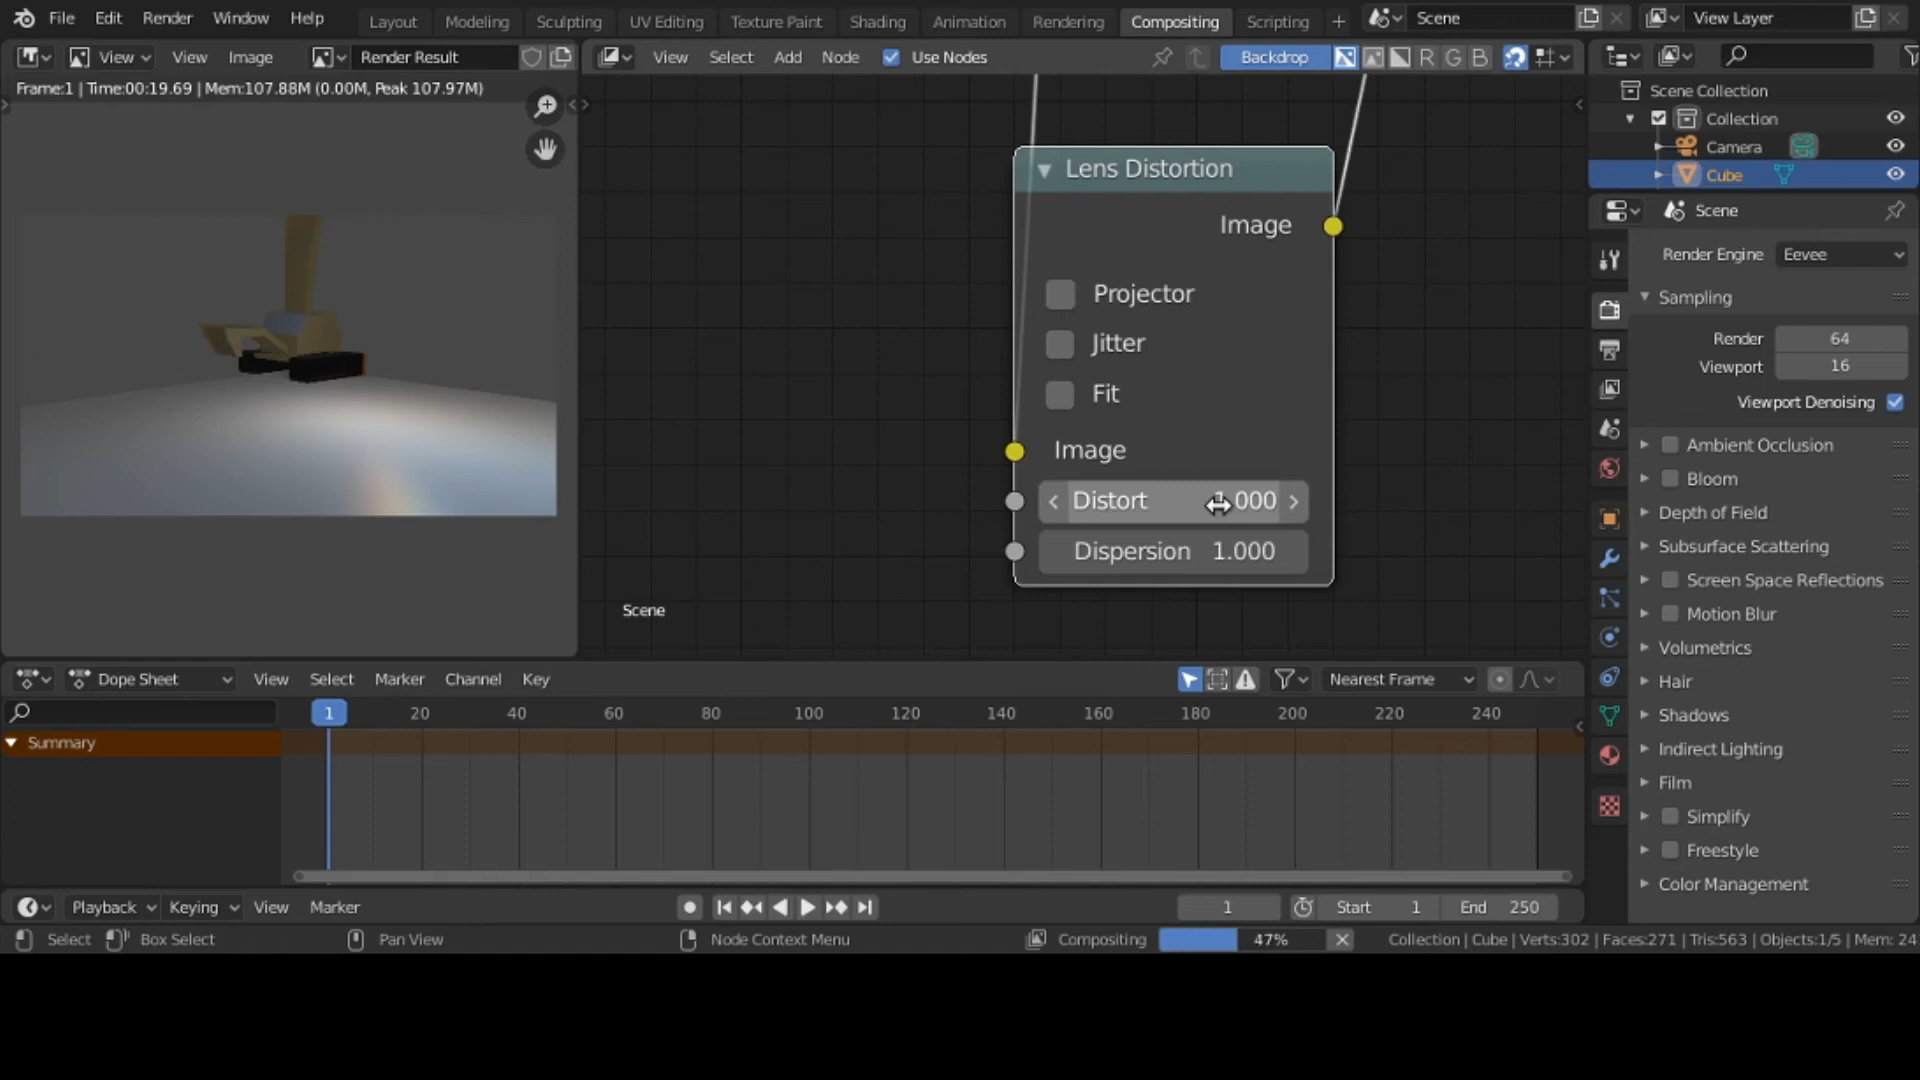 File Edit Render Window Help Layout Modeling Sculpting UV Editing Texture Paint Shading Animation Rendering Compositing Scripting + Scene View Layer
View View Image Render Result View Select Add Node Use Nodes Backdrop R G B
Frame:1 | Time:00:19.69 | Mem:107.88M (0.00M, Peak 107.97M)
Scene Collection
Collection
Camera
Cube
Scene
Render Engine Eevee
Sampling
Render 64
Viewport 16
Viewport Denoising
Ambient Occlusion
Bloom
Depth of Field
Subsurface Scattering
Screen Space Reflections
Motion Blur
Volumetrics
Hair
Shadows
Indirect Lighting
Film
Simplify
Freestyle
Color Management
Lens Distortion
Image
Projector
Jitter
Fit
Image
Distort 1.000
Dispersion 1.000
Scene
Dope Sheet View Select Marker Channel Key Nearest Frame
1 20 40 60 80 100 120 140 160 180 200 220 240
Summary
Playback Keying View Marker 1 Start 1 End 250
Select Box Select Pan View Node Context Menu Compositing 47% Collection | Cube | Verts:302 | Faces:271 | Tris:563 | Objects:1/5 | Mem: 24